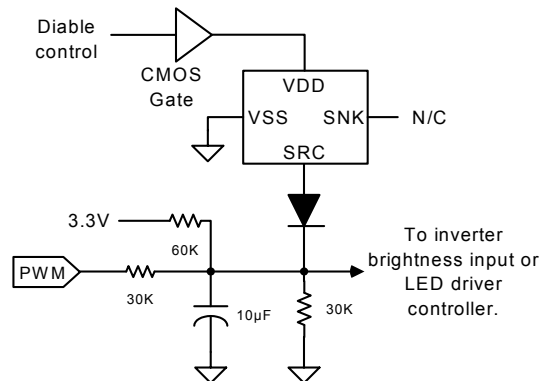 Diable
control
CMOS
Gate
VDD
VSS
SNK
N/C
SRC
3.3V
60K
PWM
30K
10µF
30K
To inverter
brightness input or
LED driver
controller.